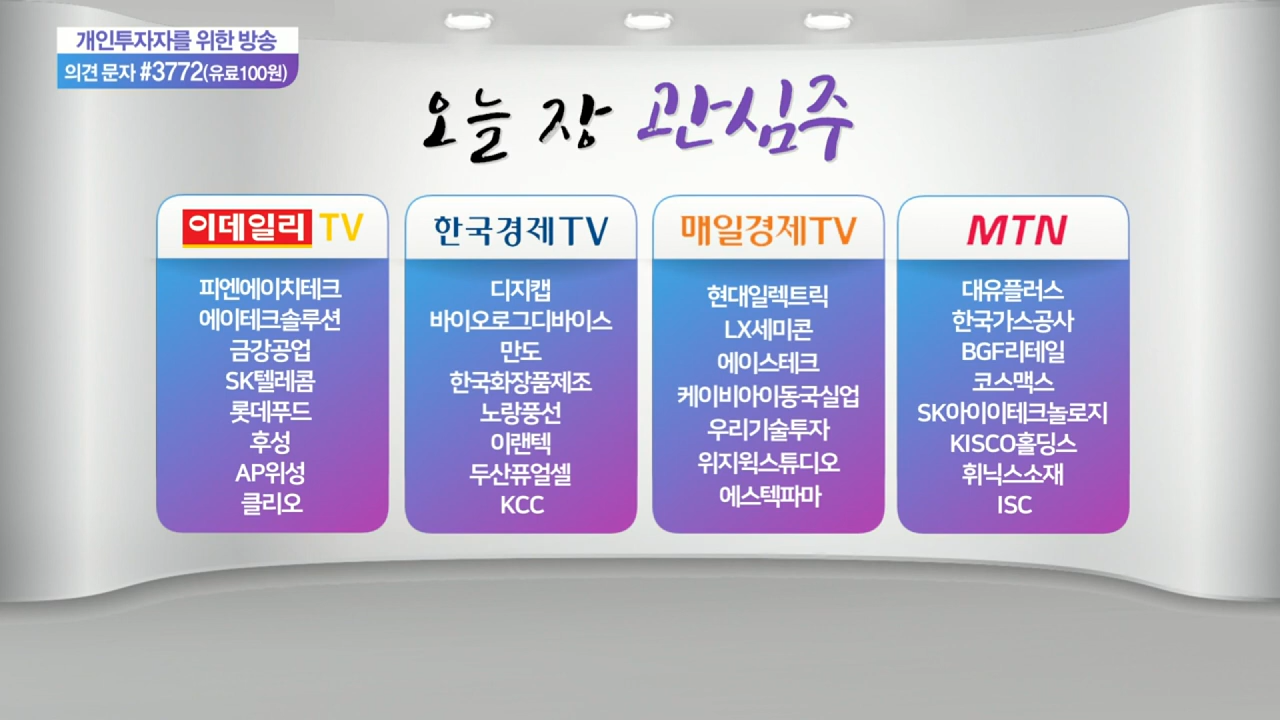 개인투자자를 위한 방송
의견 문자 #3772(유료100원)
오늘 장 관심주
이데일리 TV
피엔에이치테크
에이테크솔루션
금강공업
SK텔레콤
롯데푸드
후성
AP위성
클리오
한국경제TV
디지캡
바이오로그디바이스
만도
한국화장품제조
노랑풍선
이랜텍
두산퓨얼셀
KCC
매일경제TV
현대일렉트릭
LX세미콘
에이스테크
케이비아이동국실업
우리기술투자
위지윅스튜디오
에스텍파마
MTN
대유플러스
한국가스공사
BGF리테일
코스맥스
SK아이이테크놀로지
KISCO홀딩스
휘닉스소재
ISC